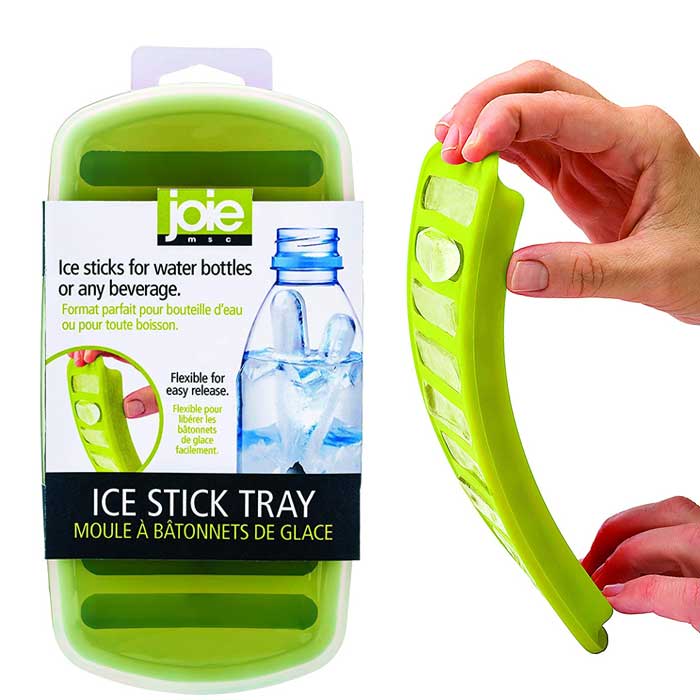 joie
msc
Ice sticks for water bottles
or any beverage.
Format parfait pour bouteille d'eau
ou pour toute boisson.
Flexible for
easy release.
Flexible pour
libérer les
bâtonnets
de glace
facilement.
ICE STICK TRAY
MOULE À BÂTONNETS DE GLACE